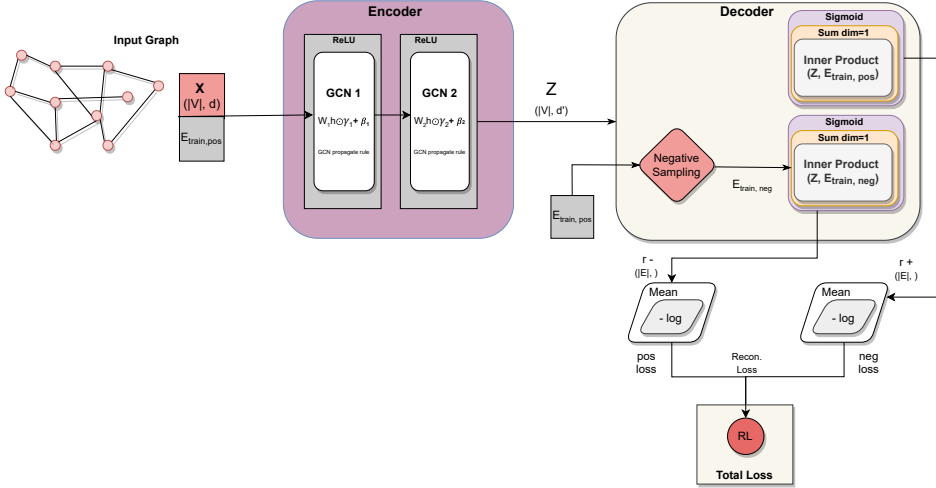 Input Graph
X
(|V|, d)
E train,pos
Encoder
ReLU
GCN 1
W₁h⊙γ₁+ β₁
GCN propagate rule
ReLU
GCN 2
W₂h⊙γ₂+ β₂
GCN propagate rule
Z
(|V|, d')
E train, pos
Decoder
Negative
Sampling
E train, neg
Sigmoid
Sum dim=1
Inner Product
(Z, E train, pos)
Sigmoid
Sum dim=1
Inner Product
(Z, E train, neg)
r -
(|E|, )
Mean
- log
pos
loss
r +
(|E|, )
Mean
- log
neg
loss
Recon.
Loss
RL
Total Loss